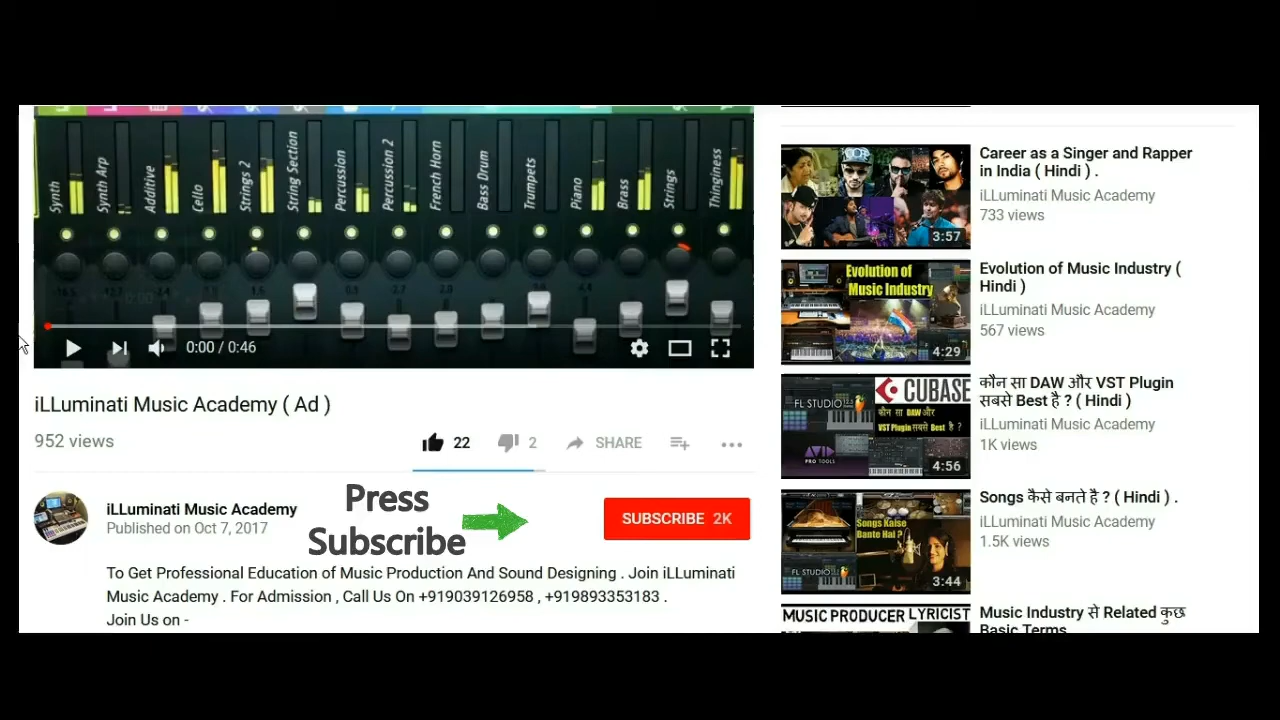 Synth
Synth Arp
Additive
Cello
Strings 2
String Section
Percussion
Percussion 2
French Horn
Bass Drum
Trumpets
Piano
Brass
Strings
Thinginess
0:00 / 0:46
iLLuminati Music Academy ( Ad )
952 views
22
2
SHARE
iLLuminati Music Academy
Published on Oct 7, 2017
Press
Subscribe
SUBSCRIBE 2K
To Get Professional Education of Music Production And Sound Designing . Join iLLuminati
Music Academy . For Admission , Call Us On +919039126958 , +919893353183 .
Join Us on -
3:57
Career as a Singer and Rapper
in India ( Hindi ) .
iLLuminati Music Academy
733 views
Evolution of
Music Industry
4:29
Evolution of Music Industry (
Hindi )
iLLuminati Music Academy
567 views
CUBASE
FL STUDIO
कौन सा DAW और
VST Plugin सबसे Best है ?
AVID
PRO TOOLS
4:56
कौन सा DAW और VST Plugin
सबसे Best है ? ( Hindi )
iLLuminati Music Academy
1K views
Songs Kaise
Bante Hai ?
FL STUDIO
3:44
Songs कैसे बनते है ? ( Hindi ) .
iLLuminati Music Academy
1.5K views
MUSIC PRODUCER LYRICIST
Music Industry से Related कुछ
Basic Terms